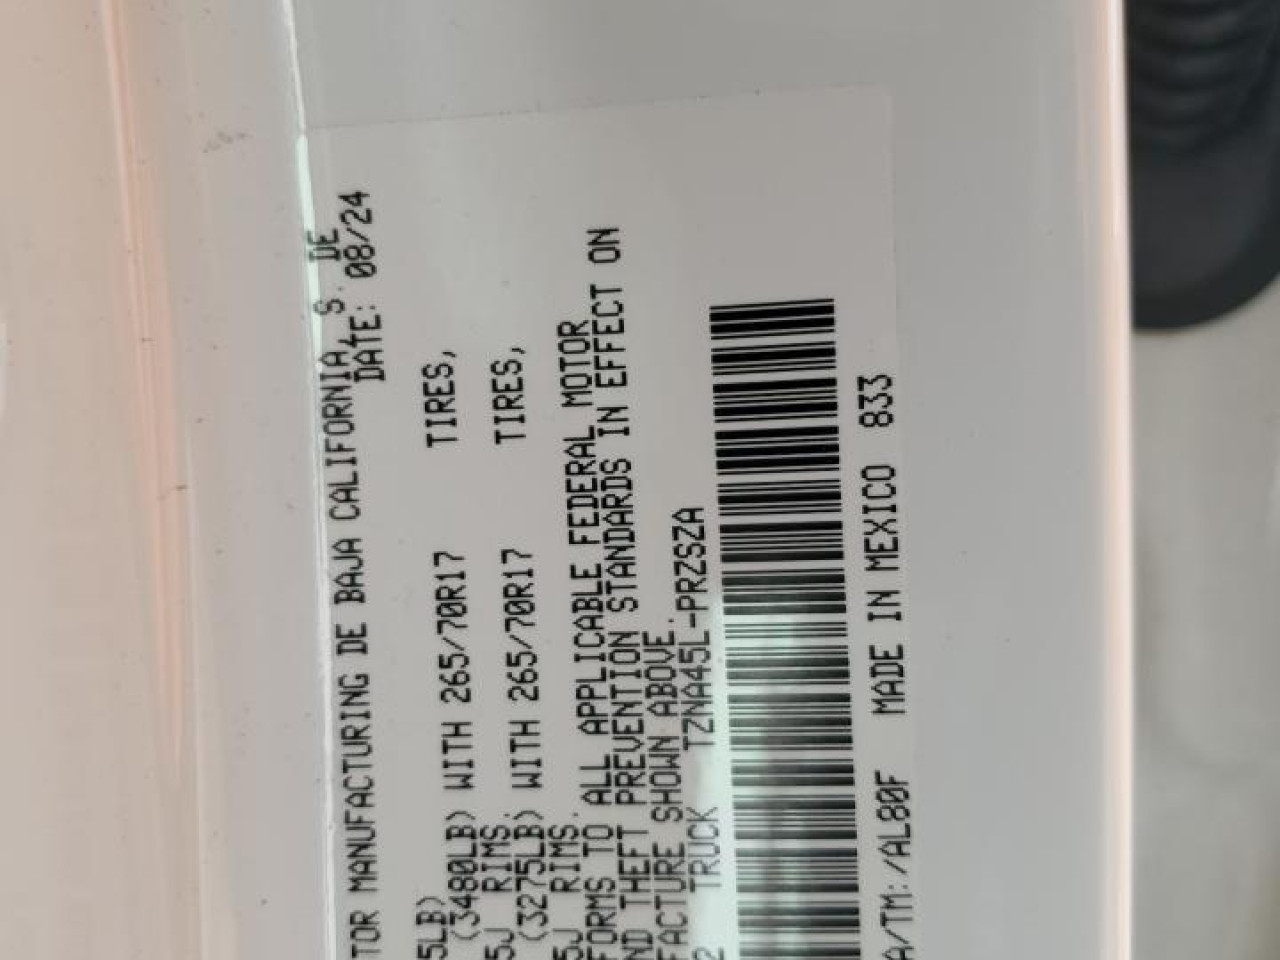 TOR MANUFACTURING DE BAJA CALIFORNIA, S. DE
DATE: 08/24
5LB)
(3480LB) WITH 265/70R17 TIRES,
5J RIMS.
(3275LB) WITH 265/70R17 TIRES,
5J RIMS.
FORMS TO ALL APPLICABLE FEDERAL MOTOR
ND THEFT PREVENTION STANDARDS IN EFFECT ON
FACTURE SHOWN ABOVE.
2 TRUCK TZNA45L-PRZSZA
A/TM:/AL80F MADE IN MEXICO 833